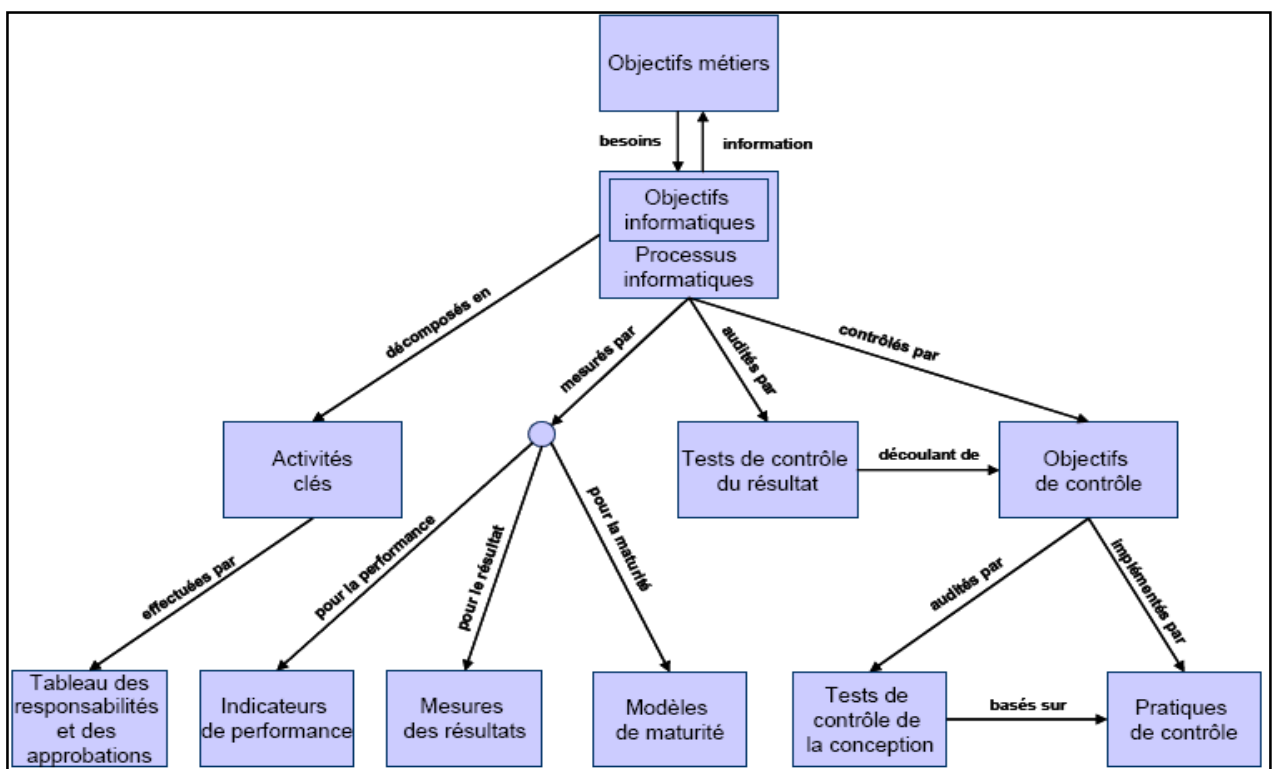 Objectifs métiers
besoins
information
Objectifs
informatiques
Processus
informatiques
décomposés en
mesurés par
audités par
contrôlés par
Activités
clés
Tests de contrôle
du résultat
découlant de
Objectifs
de contrôle
effectuées par
pour la performance
pour le résultat
pour la maturité
audités par
implémentés par
Tableau des
responsabilités
et des
approbations
Indicateurs
de performance
Mesures
des résultats
Modèles
de maturité
Tests de
contrôle de
la conception
basés sur
Pratiques
de contrôle